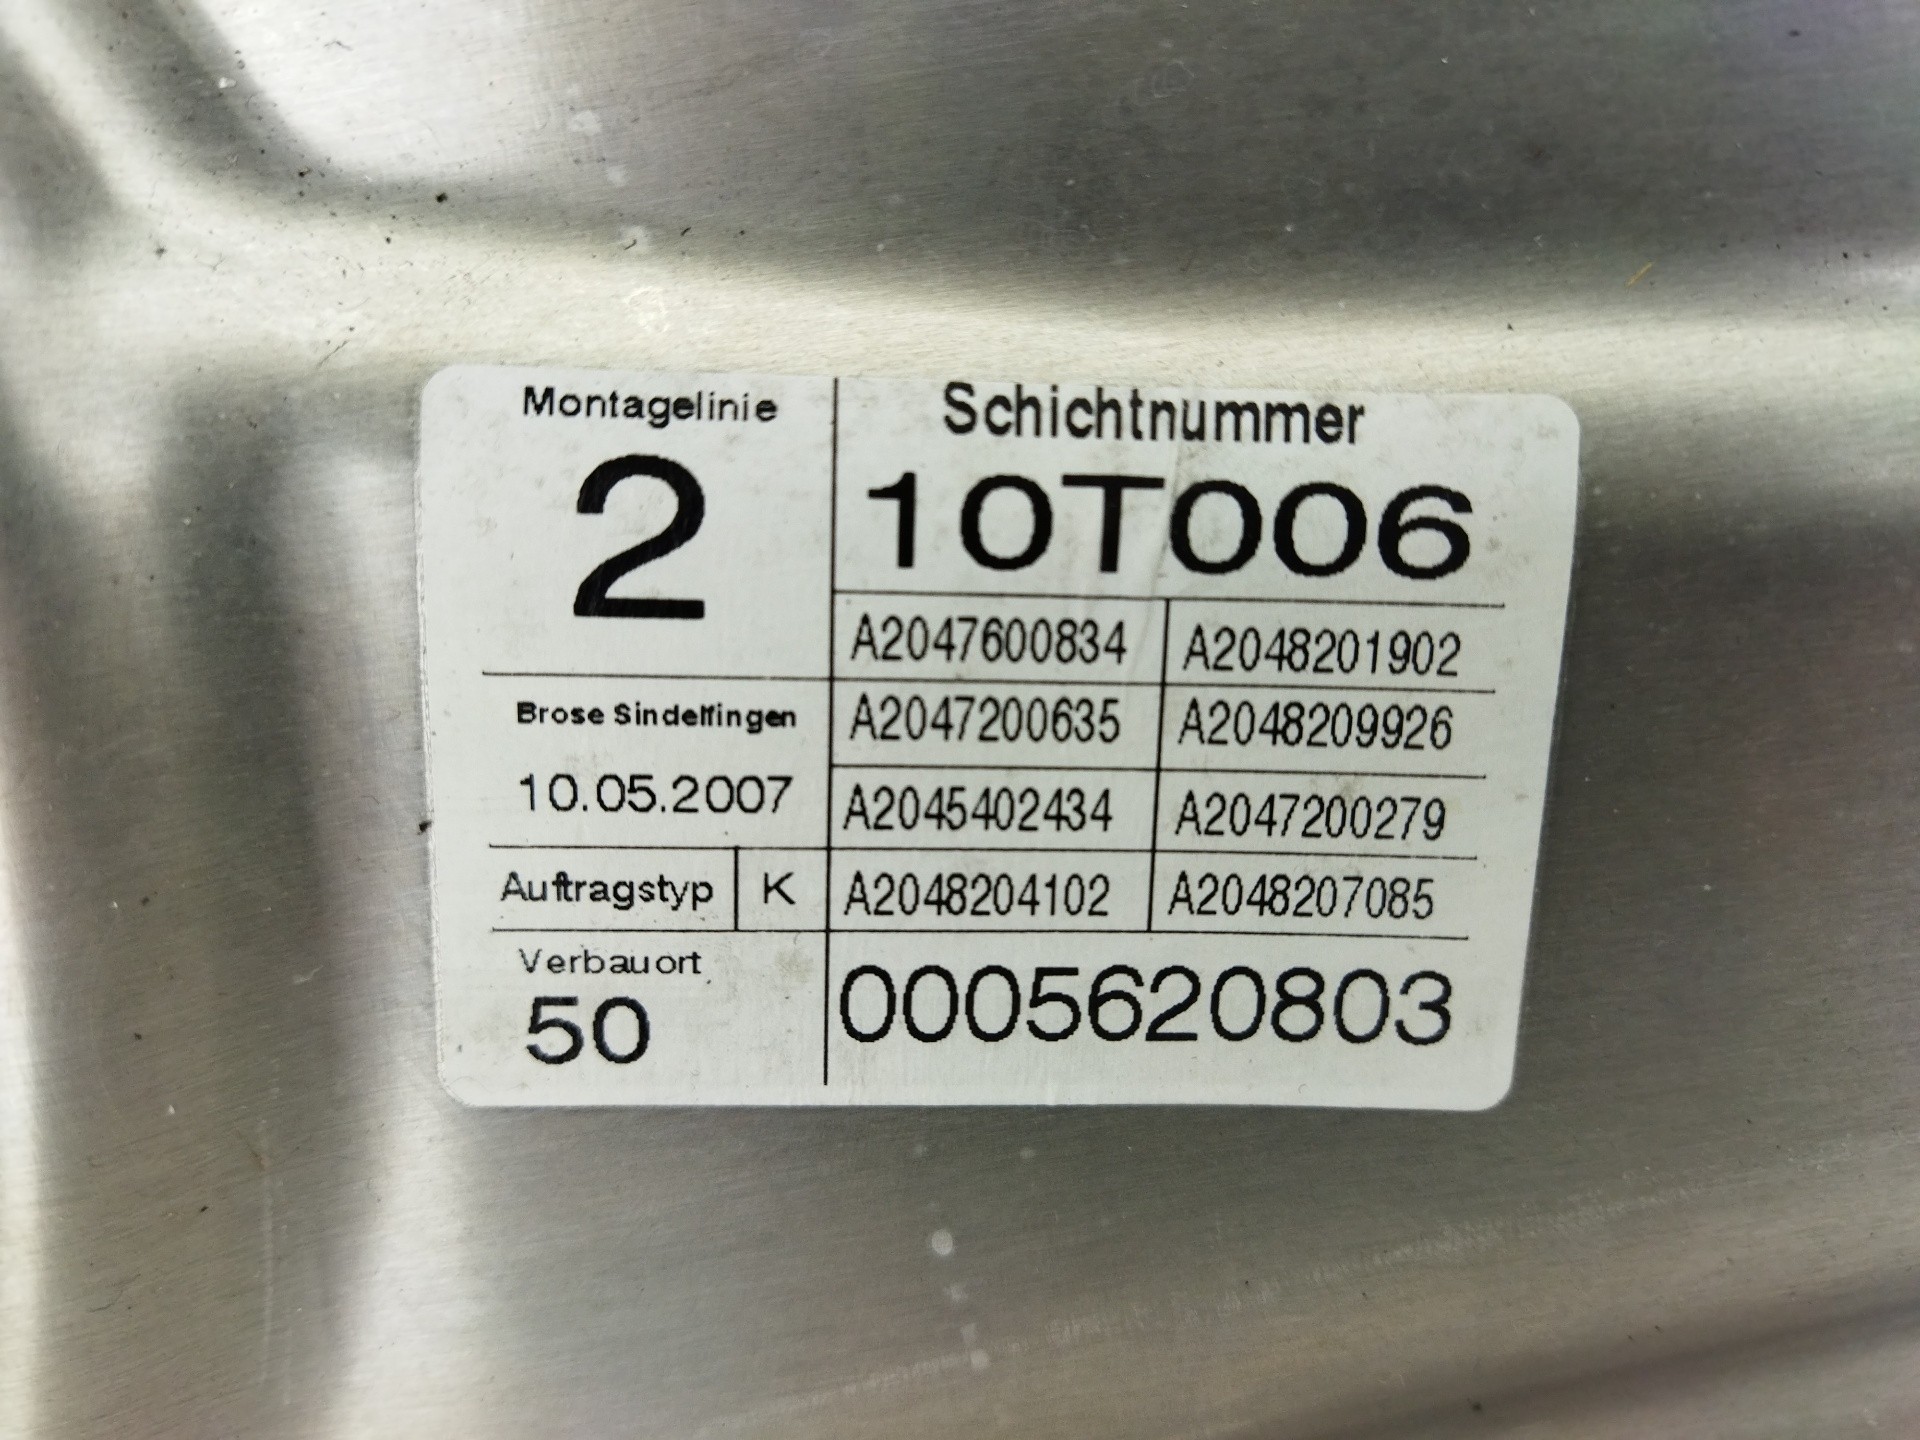 Montagelinie
2
Schichtnummer
10T006
A2047600834 A2048201902
Brose Sindelfingen
A2047200635 A2048209926
10.05.2007
A2045402434 A2047200279
Auftragstyp K
A2048204102 A2048207085
Verbauort
50
0005620803